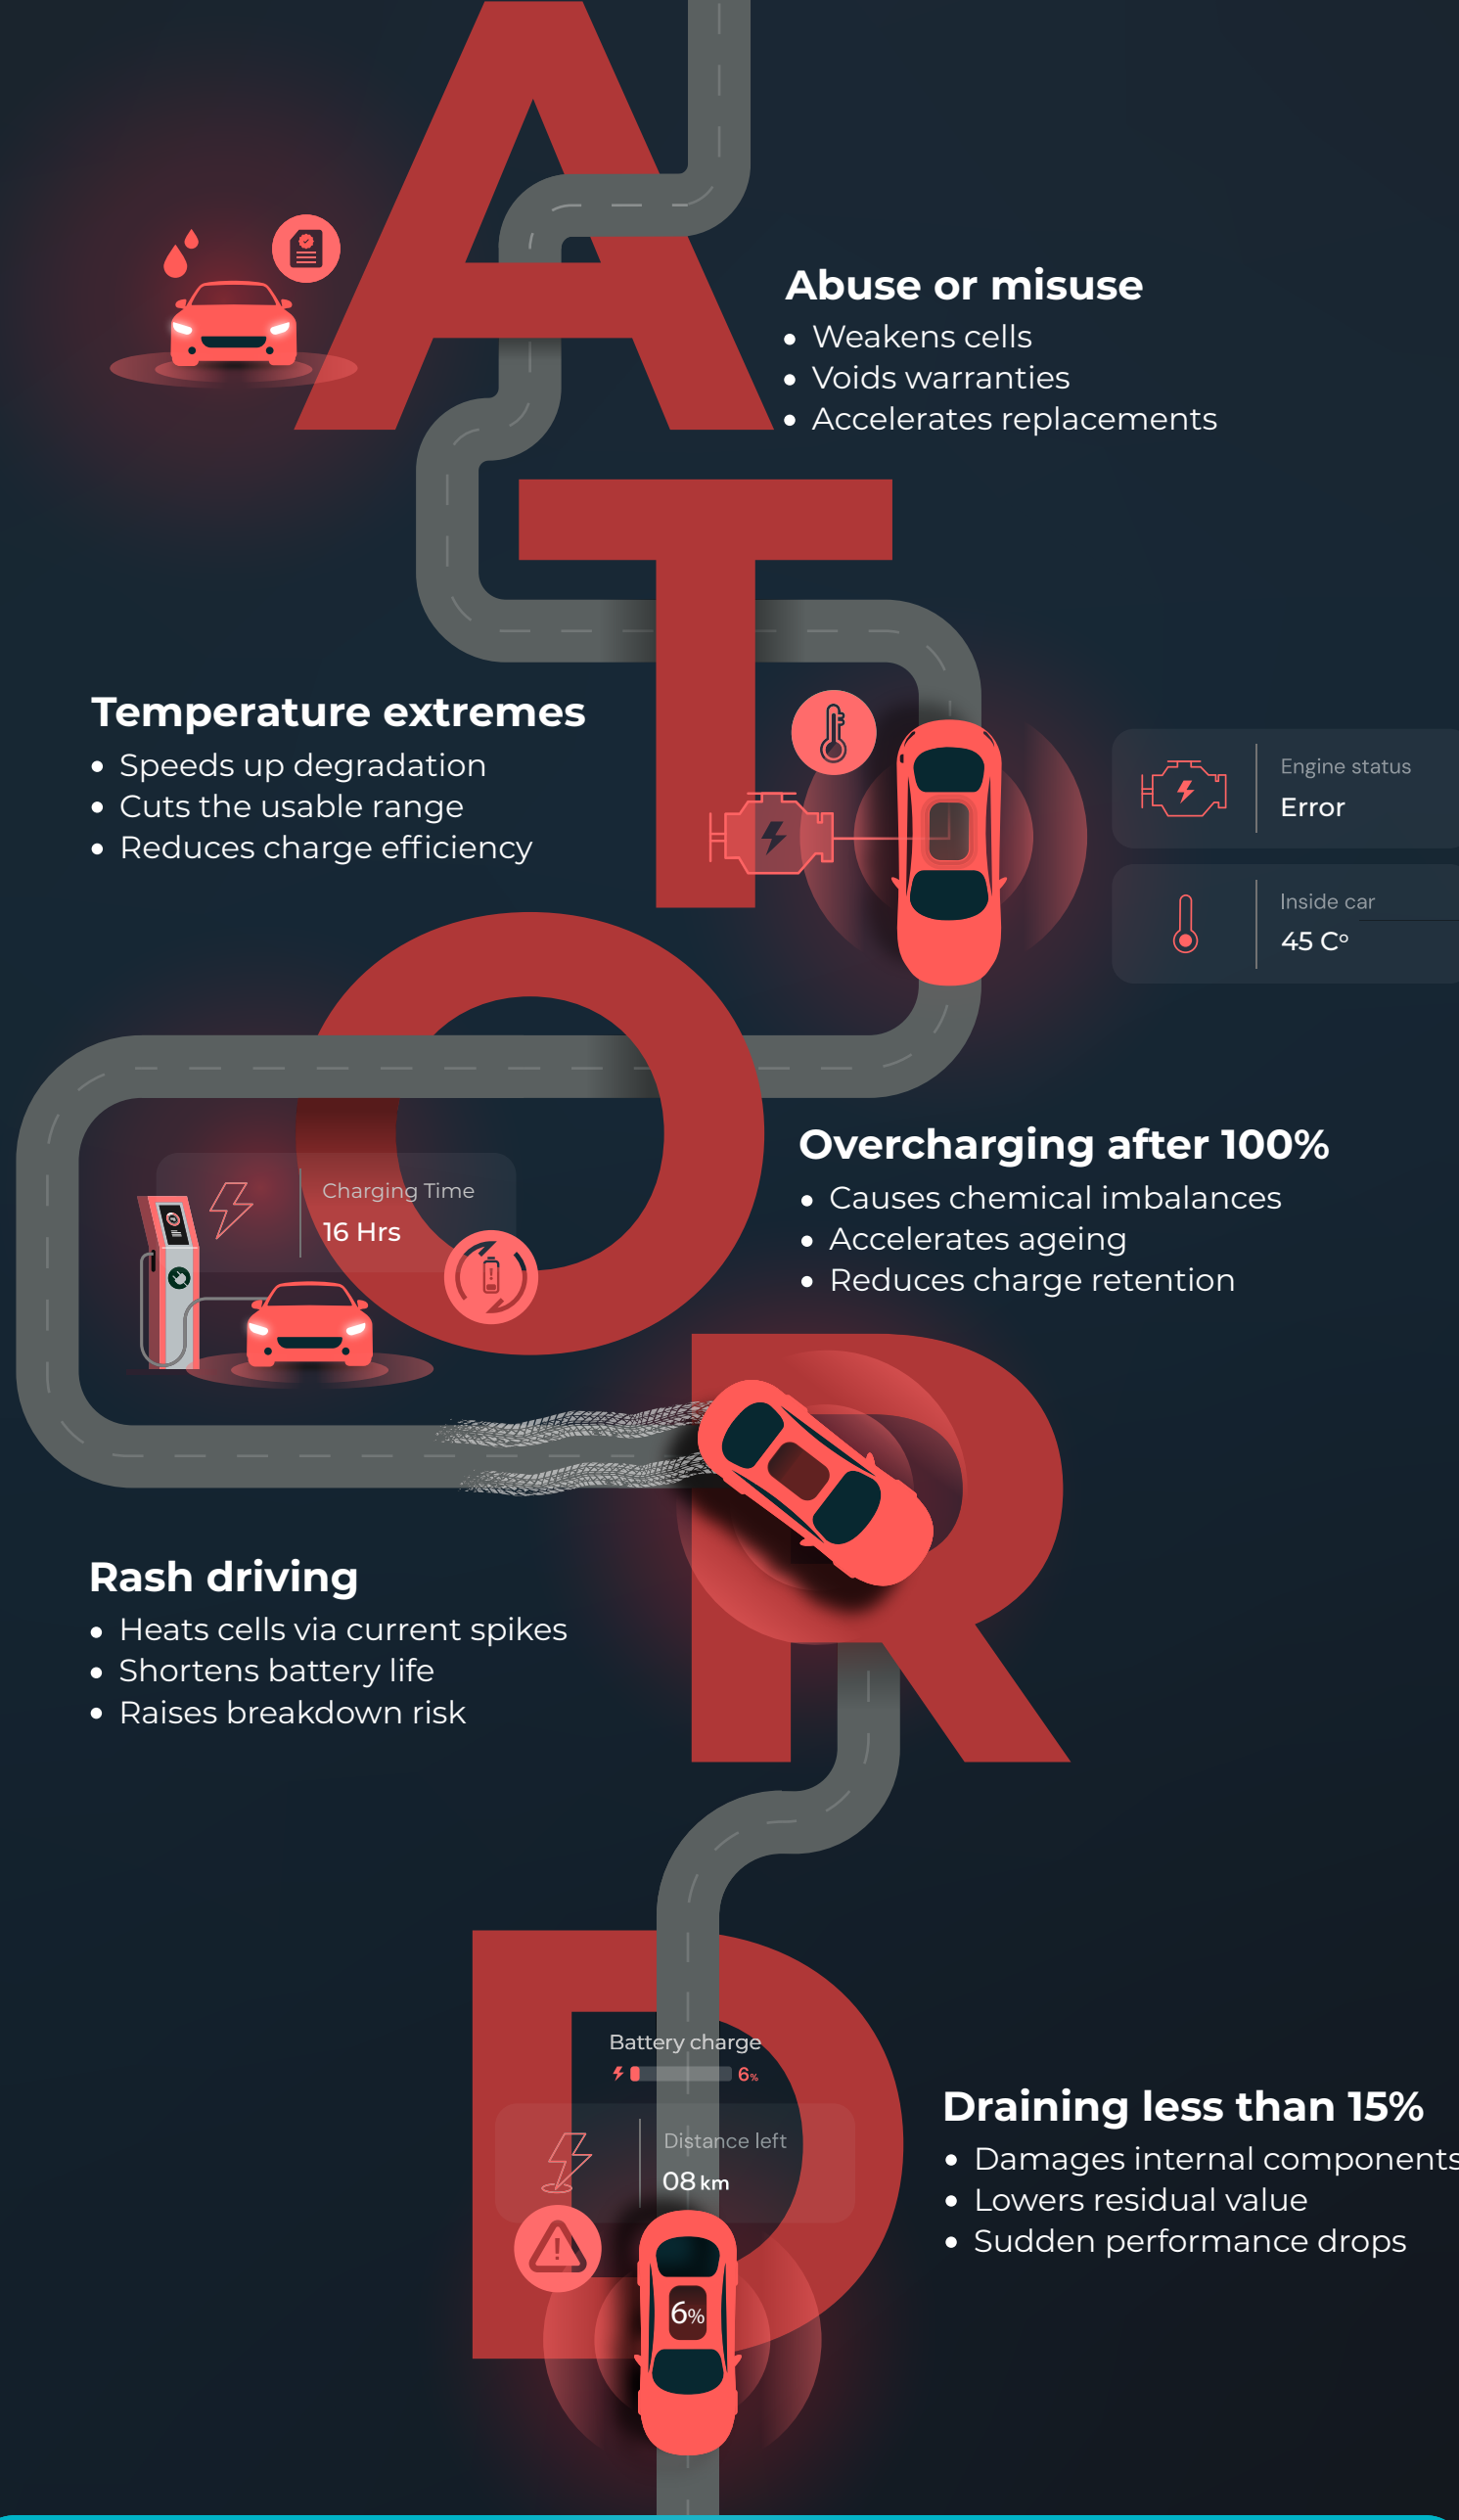 A
Abuse or misuse
• Weakens cells
• Voids warranties
• Accelerates replacements
T
Temperature extremes
• Speeds up degradation
• Cuts the usable range
• Reduces charge efficiency
Engine status
Error
Inside car
45 C°
O
Charging Time
16 Hrs
Overcharging after 100%
• Causes chemical imbalances
• Accelerates ageing
• Reduces charge retention
R
Rash driving
• Heats cells via current spikes
• Shortens battery life
• Raises breakdown risk
D
Battery charge
6%
Distance left
08 km
6%
Draining less than 15%
• Damages internal components
• Lowers residual value
• Sudden performance drops